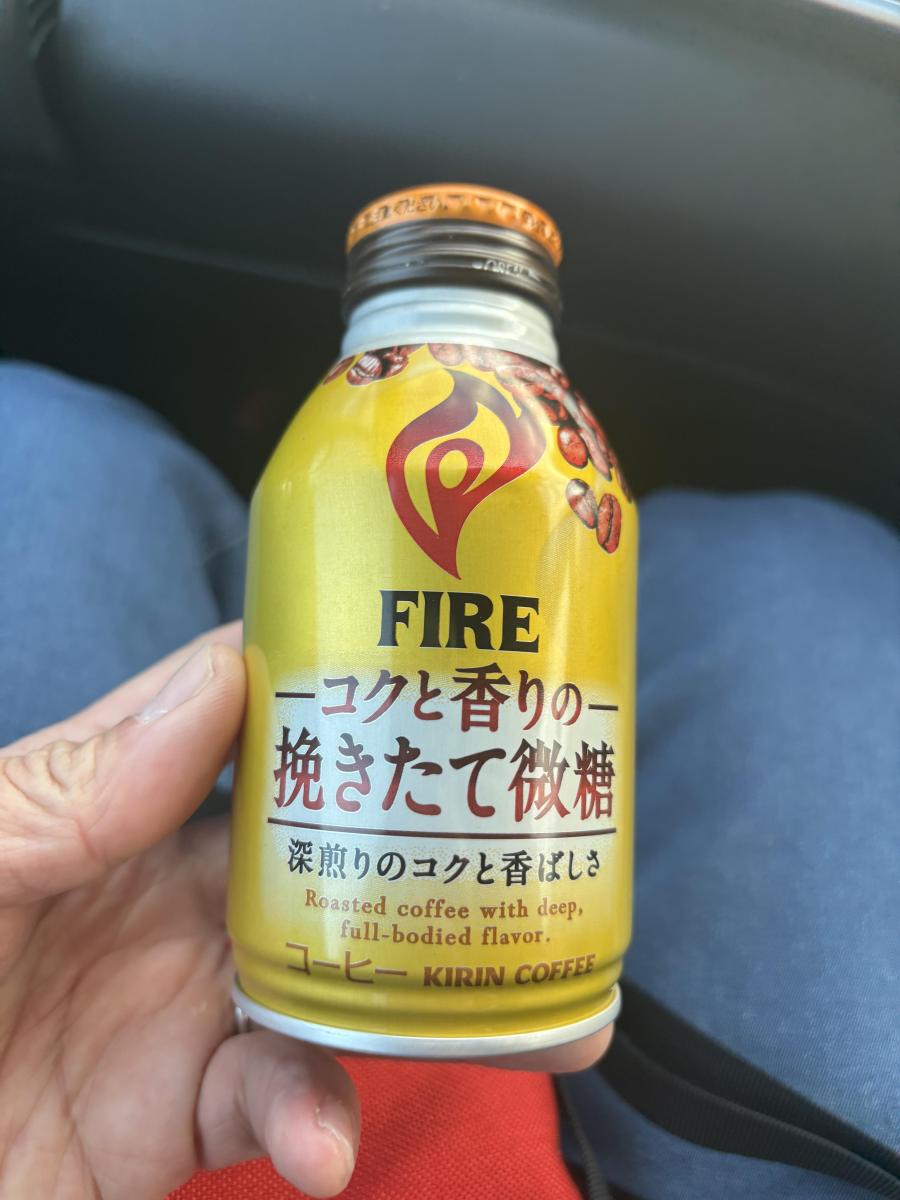 FIRE
コクと香りの
挽きたて微糖
深煎りのコクと香ばしさ
Roasted coffee with deep,
full-bodied flavor.
コーヒー KIRIN COFFEE